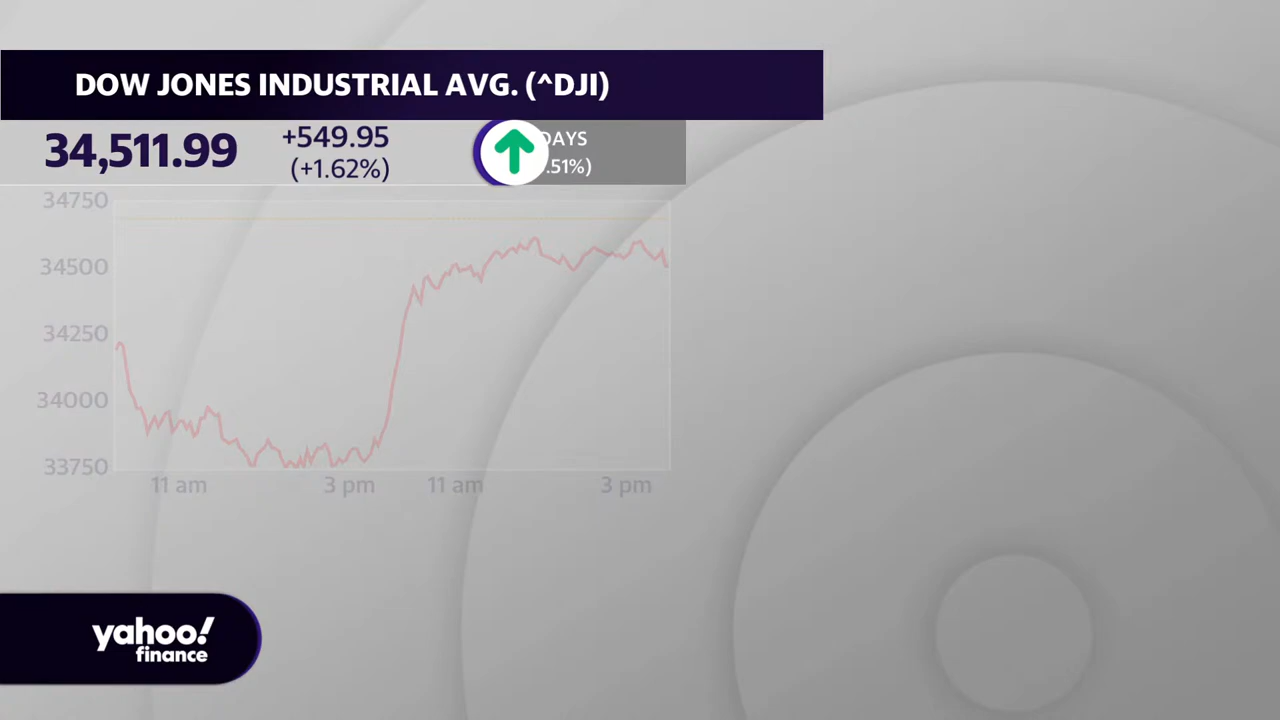 DOW JONES INDUSTRIAL AVG. (^DJI)
34,511.99
+549.95
(+1.62%)
DAYS
.51%)
34750
34500
34250
34000
33750
11 am 3 pm 11 am 3 pm
yahoo!
finance